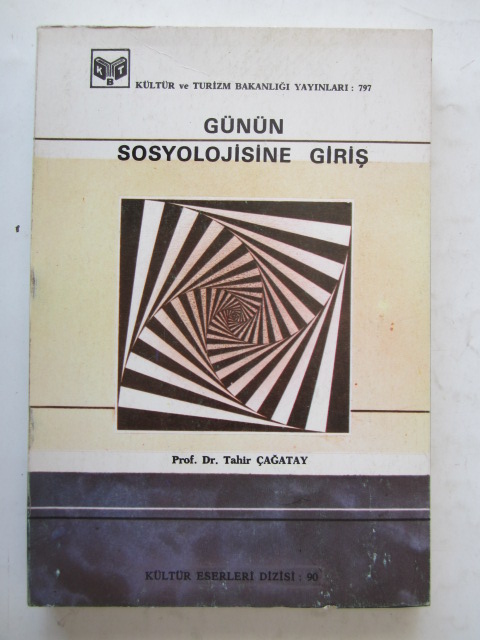 KBT
KÜLTÜR ve TURİZM BAKANLIĞI YAYINLARI : 797
GÜNÜN
SOSYOLOJİSİNE GİRİŞ
Prof. Dr. Tahir ÇAĞATAY
KÜLTÜR ESERLERİ DİZİSİ : 90